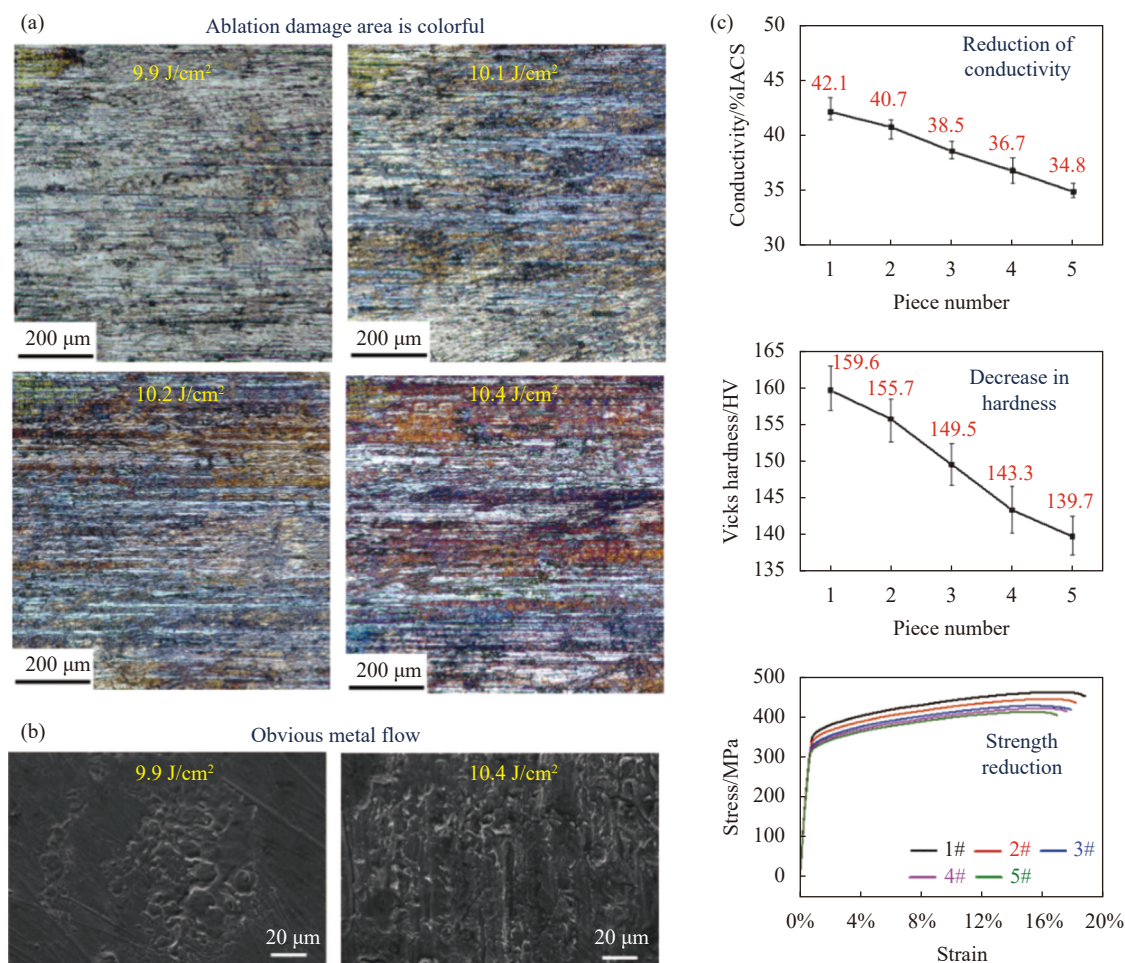 (a)
Ablation damage area is colorful
9.9 J/cm²
10.1 J/cm²
200 μm
200 μm
10.2 J/cm²
10.4 J/cm²
200 μm
200 μm
(b)
Obvious metal flow
9.9 J/cm²
10.4 J/cm²
20 μm
20 μm
(c)
Conductivity/%IACS
50
45
40
35
30
Reduction of
conductivity
42.1
40.7
38.5
36.7
34.8
1 2 3 4 5
Piece number
Vicks hardness/HV
165
160
155
150
145
140
135
Decrease in
hardness
159.6
155.7
149.5
143.3
139.7
1 2 3 4 5
Piece number
Stress/MPa
500
400
300
200
100
0
Strength
reduction
1# 2# 3#
4# 5#
0% 4% 8% 12% 16% 20%
Strain